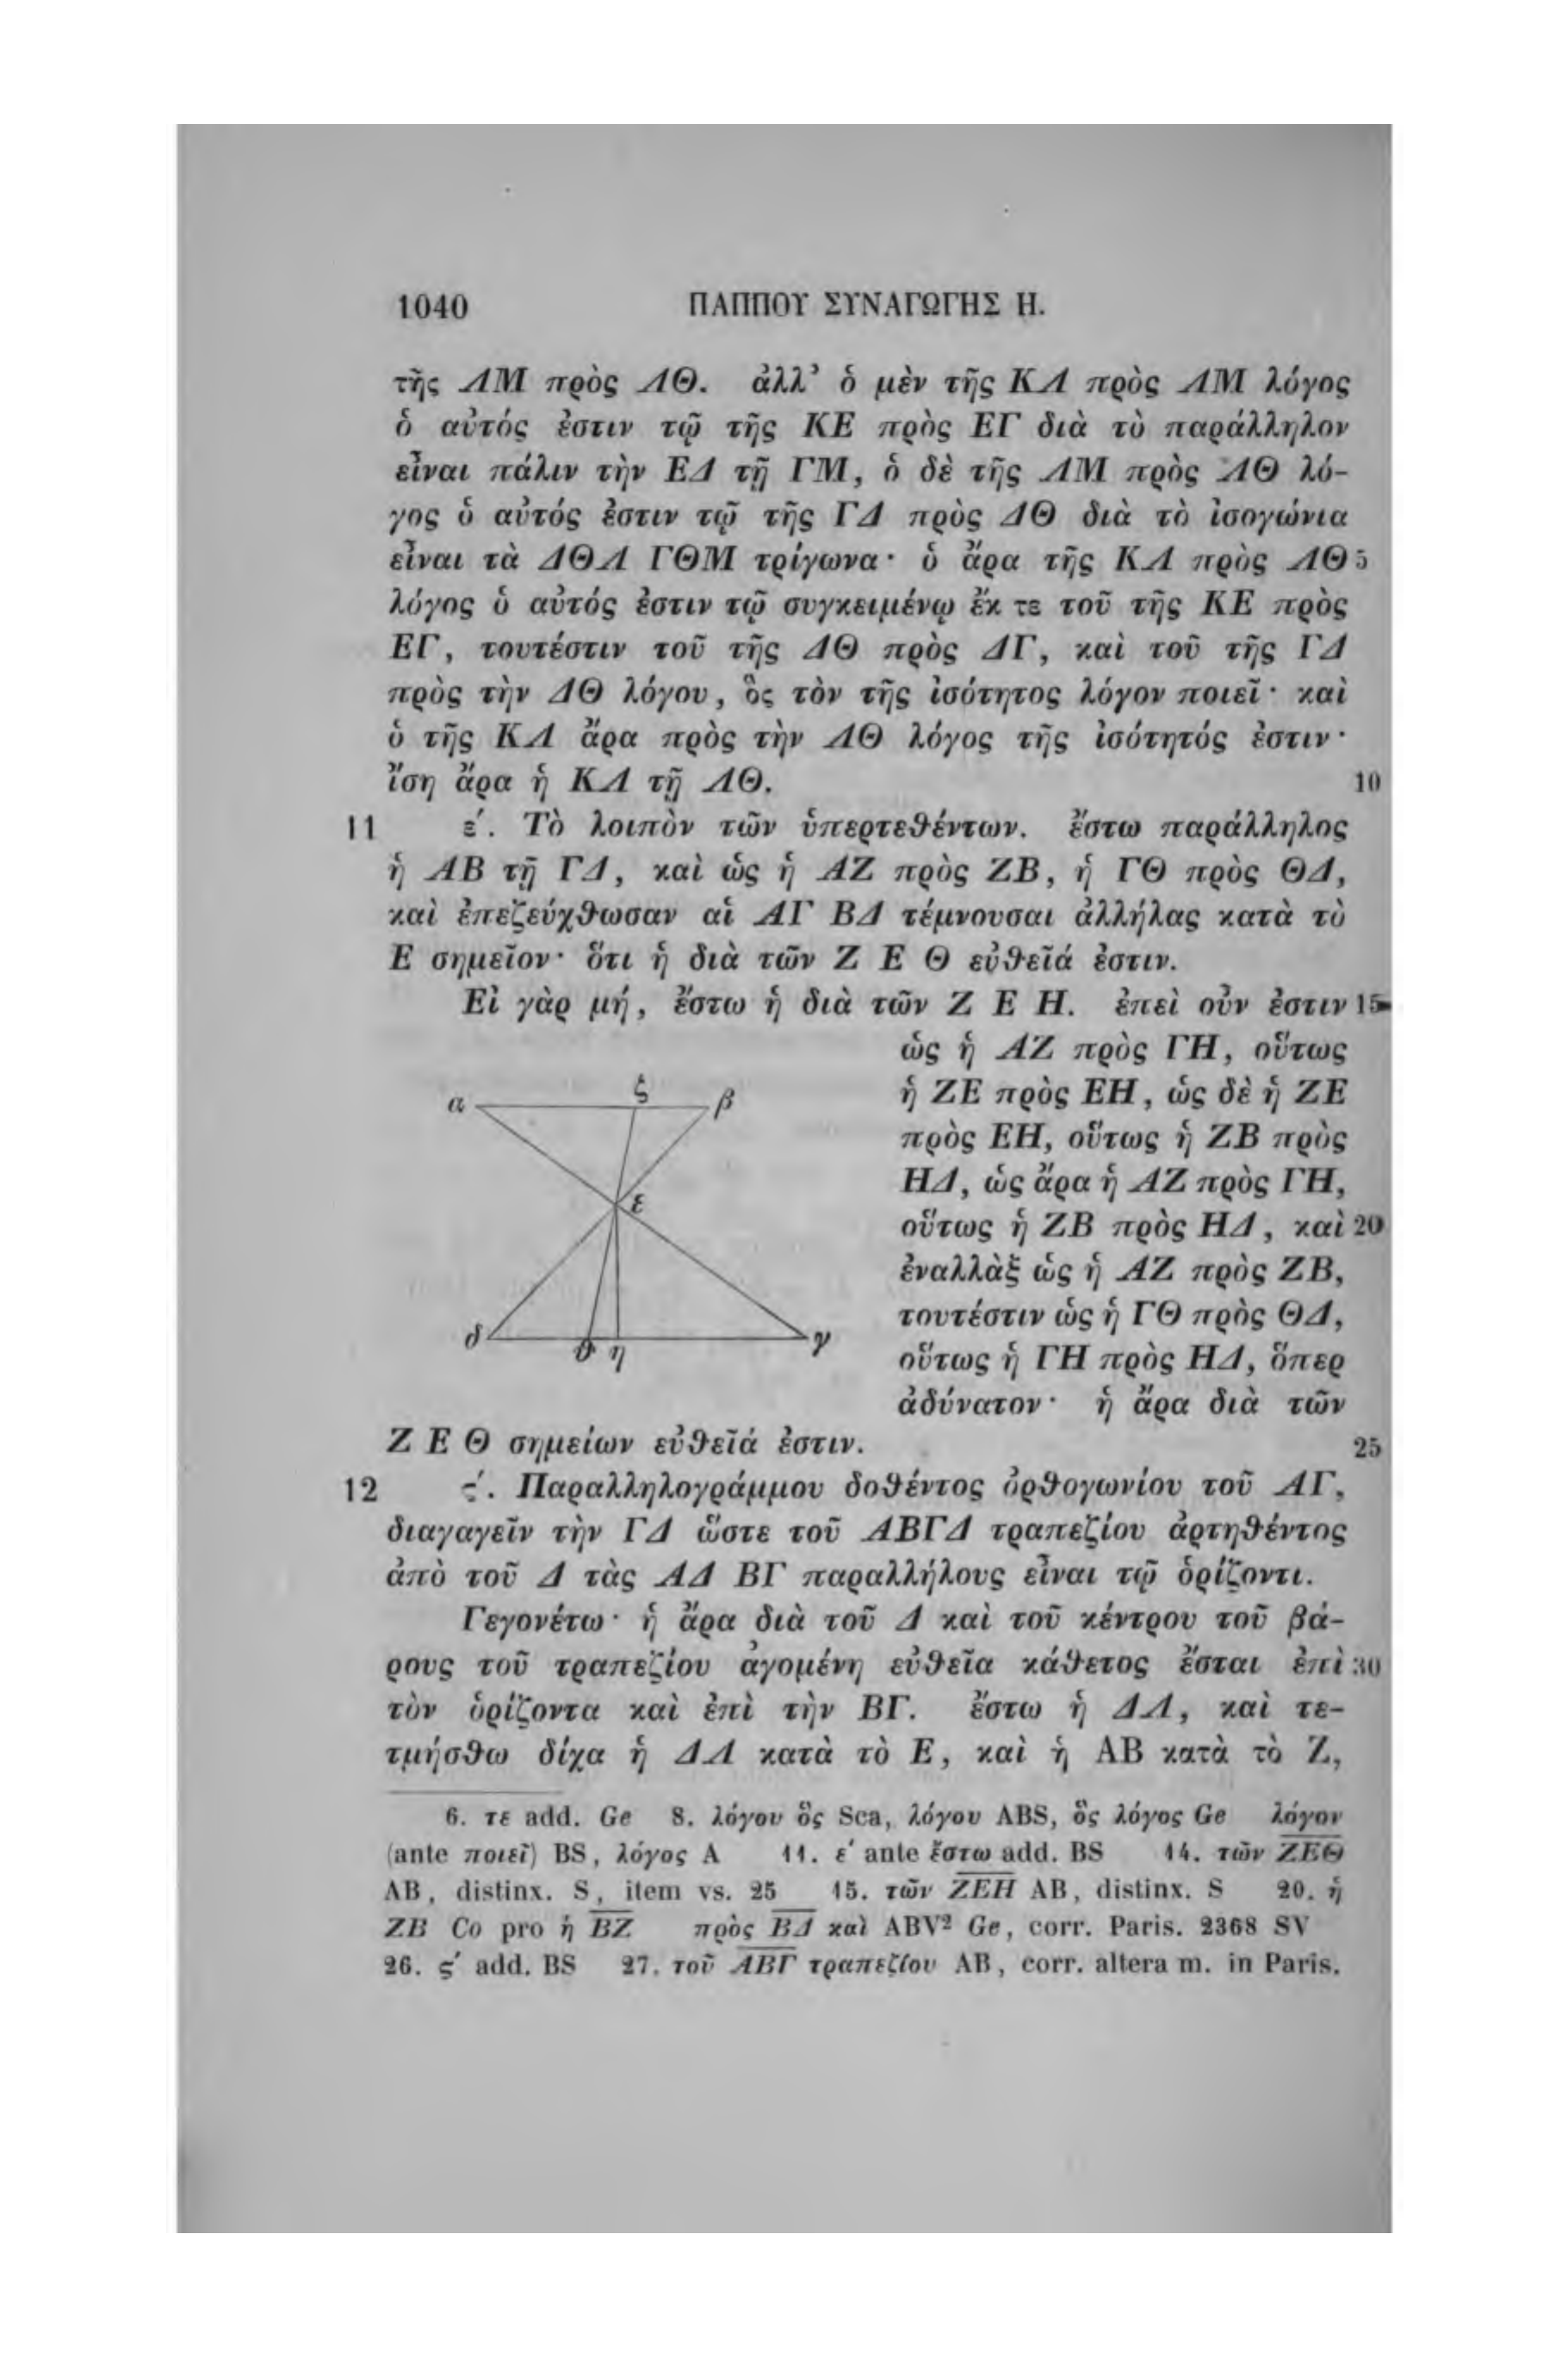 1040 ΠΑΠΠΟΥ ΣΥΝΑΓΩΓΗΣ Η.
τῆς ΛΜ πρὸς ΛΘ. ἀλλ’ ὁ μὲν τῆς ΚΛ πρὸς ΛΜ λόγος
ὁ αὐτός ἐστιν τῷ τῆς ΚΕ πρὸς ΕΓ διὰ τὸ παράλληλον
εἶναι πάλιν τὴν ΕΛ τῇ ΓΜ, ὁ δὲ τῆς ΛΜ πρὸς ΛΘ λό-
γος ὁ αὐτός ἐστιν τῷ τῆς ΓΔ πρὸς ΔΘ διὰ τὸ ἰσογώνια
εἶναι τὰ ΔΘΛ ΓΘΜ τρίγωνα· ὁ ἄρα τῆς ΚΛ πρὸς ΛΘ 5
λόγος ὁ αὐτός ἐστιν τῷ συγκειμένῳ ἔκ τε τοῦ τῆς ΚΕ πρὸς
ΕΓ, τουτέστιν τοῦ τῆς ΔΘ πρὸς ΔΓ, καὶ τοῦ τῆς ΓΔ
πρὸς τὴν ΔΘ λόγου, ὃς τὸν τῆς ἰσότητος λόγον ποιεῖ· καὶ
ὁ τῆς ΚΛ ἄρα πρὸς τὴν ΛΘ λόγος τῆς ἰσότητός ἐστιν·
ἴση ἄρα ἡ ΚΛ τῇ ΛΘ. 10
11 ε΄. Τὸ λοιπὸν τῶν ὑπερτεθέντων. ἔστω παράλληλος
ἡ ΑΒ τῇ ΓΔ, καὶ ὡς ἡ ΑΖ πρὸς ΖΒ, ἡ ΓΘ πρὸς ΘΔ,
καὶ ἐπεζεύχθωσαν αἱ ΑΓ ΒΔ τέμνουσαι ἀλλήλας κατὰ τὸ
Ε σημεῖον· ὅτι ἡ διὰ τῶν Ζ Ε Θ εὐθεῖά ἐστιν.
Εἰ γὰρ μή, ἔστω ἡ διὰ τῶν Ζ Ε Η. ἐπεὶ οὖν ἐστιν 15
ὡς ἡ ΑΖ πρὸς ΓΗ, οὕτως
ἡ ΖΕ πρὸς ΕΗ, ὡς δὲ ἡ ΖΕ
πρὸς ΕΗ, οὕτως ἡ ΖΒ πρὸς
ΗΔ, ὡς ἄρα ἡ ΑΖ πρὸς ΓΗ,
οὕτως ἡ ΖΒ πρὸς ΗΔ, καὶ 20
ἐναλλὰξ ὡς ἡ ΑΖ πρὸς ΖΒ,
τουτέστιν ὡς ἡ ΓΘ πρὸς ΘΔ,
οὕτως ἡ ΓΗ πρὸς ΗΔ, ὅπερ
ἀδύνατον· ἡ ἄρα διὰ τῶν
α ζ β
ε
δ θ η γ
Ζ Ε Θ σημείων εὐθεῖά ἐστιν. 25
12 ϛ΄. Παραλληλογράμμου δοθέντος ὀρθογωνίου τοῦ ΑΓ,
διαγαγεῖν τὴν ΓΔ ὥστε τοῦ ΑΒΓΔ τραπεζίου ἀρτηθέντος
ἀπὸ τοῦ Δ τὰς ΑΔ ΒΓ παραλλήλους εἶναι τῷ ὁρίζοντι.
Γεγονέτω· ἡ ἄρα διὰ τοῦ Δ καὶ τοῦ κέντρου τοῦ βά-
ρους τοῦ τραπεζίου ἀγομένη εὐθεῖα κάθετος ἔσται ἐπὶ 30
τὸν ὁρίζοντα καὶ ἐπὶ τὴν ΒΓ. ἔστω ἡ ΔΛ, καὶ τε-
τμήσθω δίχα ἡ ΔΛ κατὰ τὸ Ε, καὶ ἡ ΑΒ κατὰ τὸ Ζ,
6. τε add. Ge 8. λόγου ὃς Sca, λόγου ABS, ὃς λόγος Ge λόγον
(ante ποιεῖ) BS, λόγος A 11. ε΄ ante ἔστω add. BS 14. τῶν ΖΕΘ
AB, distinx. S, item vs. 25 15. τῶν ΖΕΗ AB, distinx. S 20. ἡ
ΖΒ Co pro ἡ ΒΖ πρὸς ΒΔ καὶ ABV² Ge, corr. Paris. 2368 SV
26. ϛ΄ add. BS 27. τοῦ ΑΒΓ τραπεζίου AB, corr. altera m. in Paris.